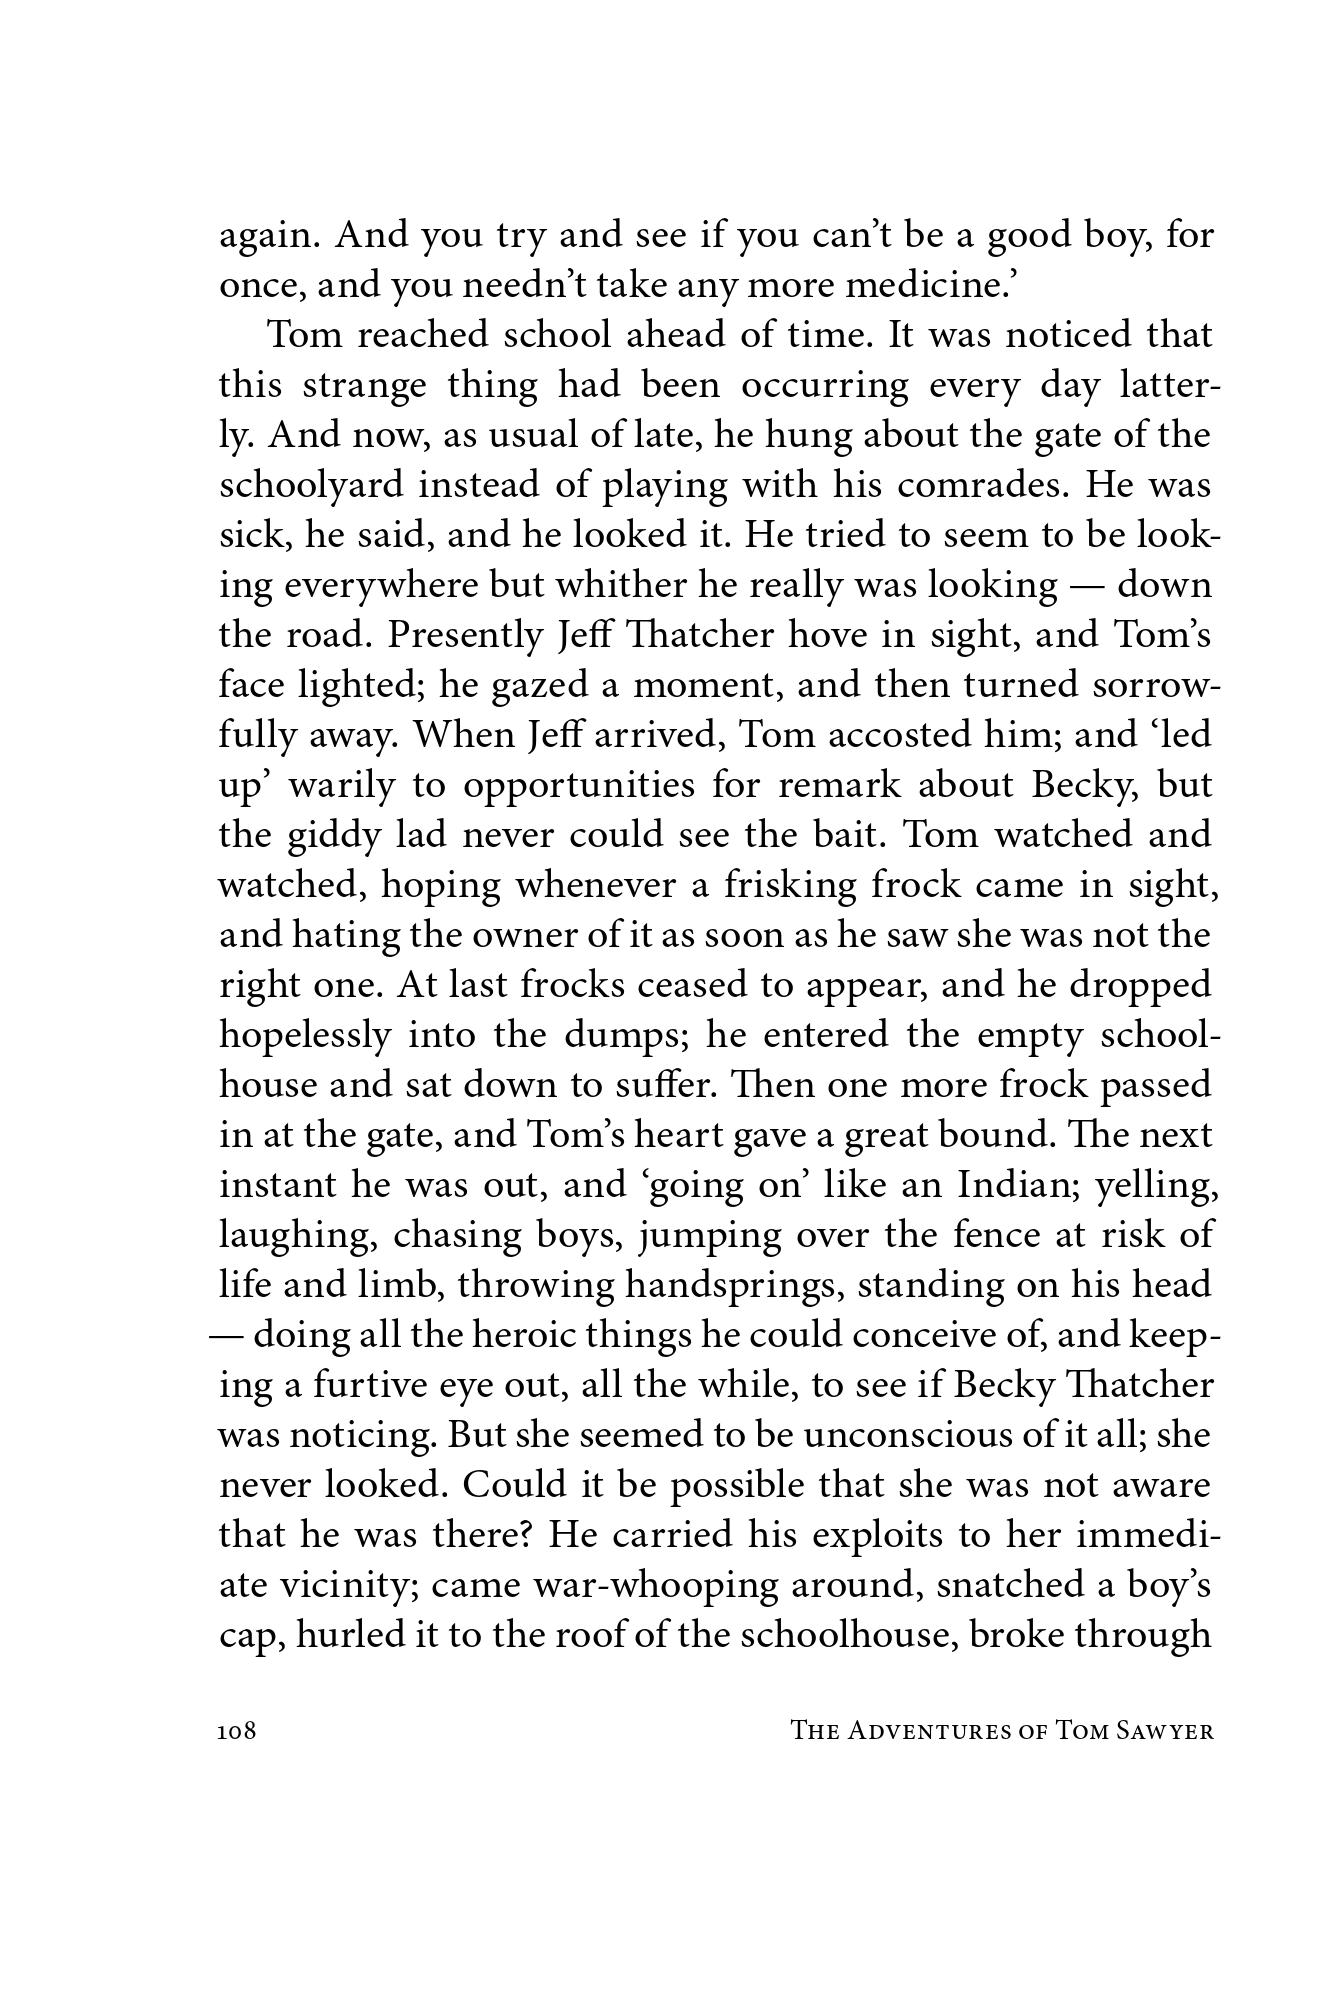 again. And you try and see if you can’t be a good boy, for
once, and you needn’t take any more medicine.’
Tom reached school ahead of time. It was noticed that
this strange thing had been occurring every day latter-
ly. And now, as usual of late, he hung about the gate of the
schoolyard instead of playing with his comrades. He was
sick, he said, and he looked it. He tried to seem to be look-
ing everywhere but whither he really was looking — down
the road. Presently Jeff Thatcher hove in sight, and Tom’s
face lighted; he gazed a moment, and then turned sorrow-
fully away. When Jeff arrived, Tom accosted him; and ‘led
up’ warily to opportunities for remark about Becky, but
the giddy lad never could see the bait. Tom watched and
watched, hoping whenever a frisking frock came in sight,
and hating the owner of it as soon as he saw she was not the
right one. At last frocks ceased to appear, and he dropped
hopelessly into the dumps; he entered the empty school-
house and sat down to suffer. Then one more frock passed
in at the gate, and Tom’s heart gave a great bound. The next
instant he was out, and ‘going on’ like an Indian; yelling,
laughing, chasing boys, jumping over the fence at risk of
life and limb, throwing handsprings, standing on his head
— doing all the heroic things he could conceive of, and keep-
ing a furtive eye out, all the while, to see if Becky Thatcher
was noticing. But she seemed to be unconscious of it all; she
never looked. Could it be possible that she was not aware
that he was there? He carried his exploits to her immedi-
ate vicinity; came war-whooping around, snatched a boy’s
cap, hurled it to the roof of the schoolhouse, broke through
108
The Adventures of Tom Sawyer